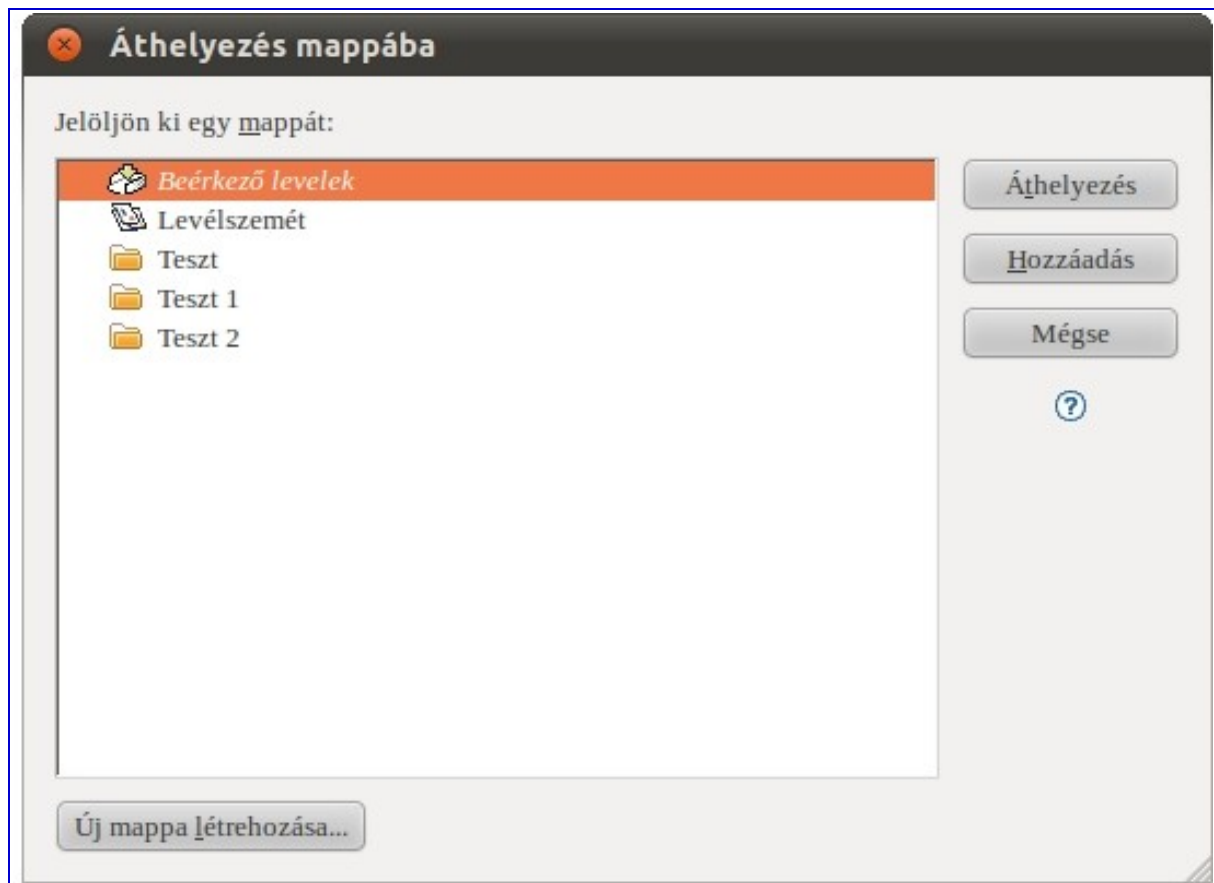 Áthelyezés mappába
Jelöljön ki egy mappát:
Beérkező levelek
Levélszemét
Teszt
Teszt 1
Teszt 2
Áthelyezés
Hozzáadás
Mégse
?
Új mappa létrehozása...